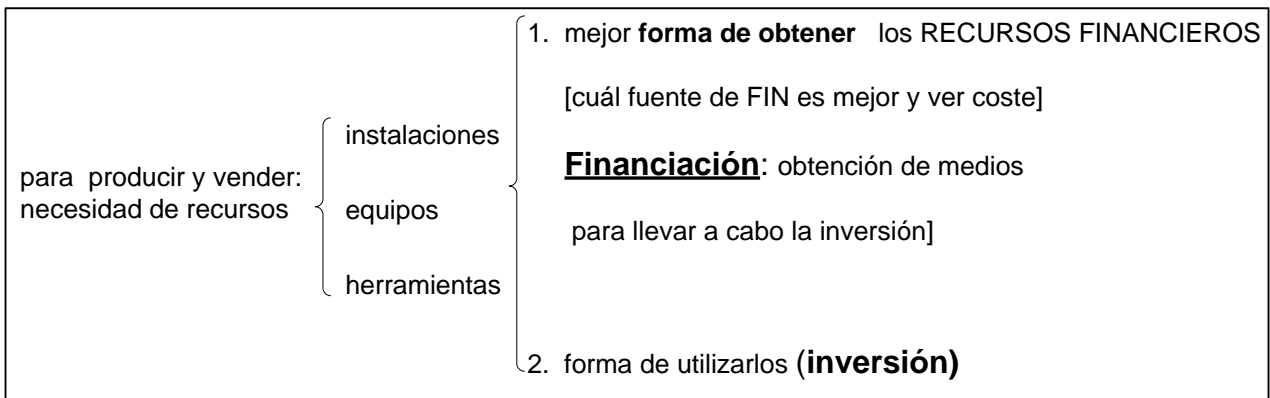 para producir y vender:
necesidad de recursos
instalaciones
equipos
herramientas
1. mejor forma de obtener los RECURSOS FINANCIEROS
[cuál fuente de FIN es mejor y ver coste]
Financiación: obtención de medios
para llevar a cabo la inversión]
2. forma de utilizarlos (inversión)